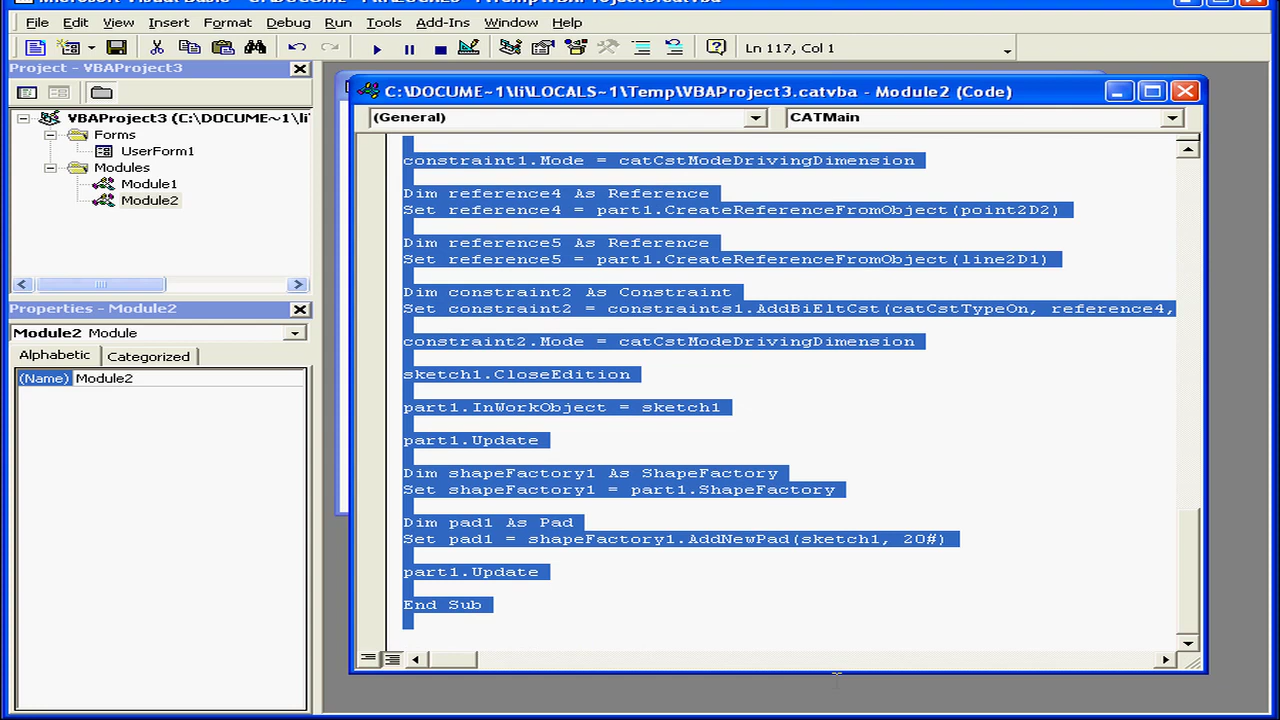 File Edit View Insert Format Debug Run Tools Add-Ins Window Help
Ln 117, Col 1
Project - VBAProject3
VBAProject3 (C:\DOCUME~1\li'
Forms
UserForm1
Modules
Module1
Module2
Properties - Module2
Module2 Module
Alphabetic Categorized
(Name) Module2
C:\DOCUME~1\li\LOCALS~1\Temp\VBAProject3.catvba - Module2 (Code)
(General) CATMain
constraint1.Mode = catCstModeDrivingDimension
Dim reference4 As Reference
Set reference4 = part1.CreateReferenceFromObject(point2D2)
Dim reference5 As Reference
Set reference5 = part1.CreateReferenceFromObject(line2D1)
Dim constraint2 As Constraint
Set constraint2 = constraints1.AddBiEltCst(catCstTypeOn, reference4,
constraint2.Mode = catCstModeDrivingDimension
sketch1.CloseEdition
part1.InWorkObject = sketch1
part1.Update
Dim shapeFactory1 As ShapeFactory
Set shapeFactory1 = part1.ShapeFactory
Dim pad1 As Pad
Set pad1 = shapeFactory1.AddNewPad(sketch1, 20#)
part1.Update
End Sub